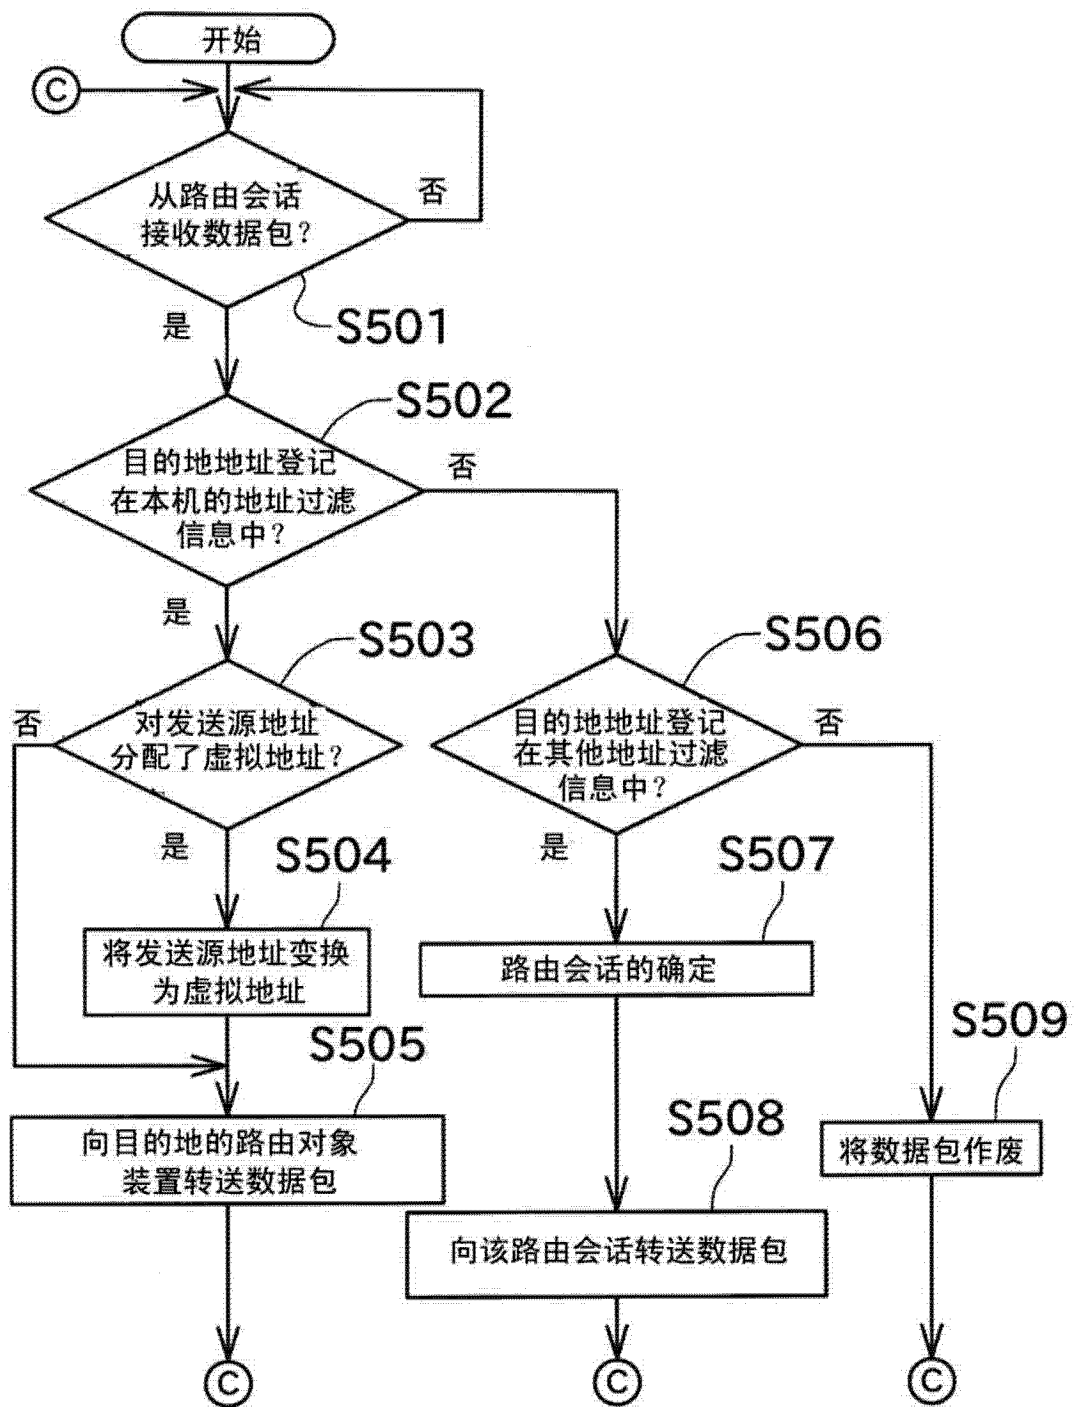 开始
C
从路由会话
接收数据包？
否
是
S501
S502
目的地地址登记
在本机的地址过滤
信息中？
否
是
S503
对发送源地址
分配了虚拟地址？
否
是
S506
目的地地址登记
在其他地址过滤
信息中？
否
是
S504
将发送源地址变换
为虚拟地址
S507
路由会话的确定
S505
向目的地的路由对象
装置转送数据包
S508
向该路由会话转送数据包
S509
将数据包作废
C
C
C